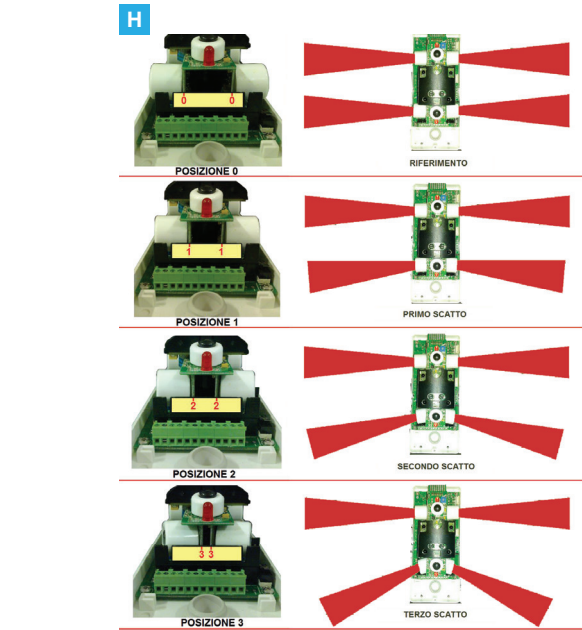 H
0 0
POSIZIONE 0
RIFERIMENTO
1 1
POSIZIONE 1
PRIMO SCATTO
2 2
POSIZIONE 2
SECONDO SCATTO
3 3
POSIZIONE 3
TERZO SCATTO